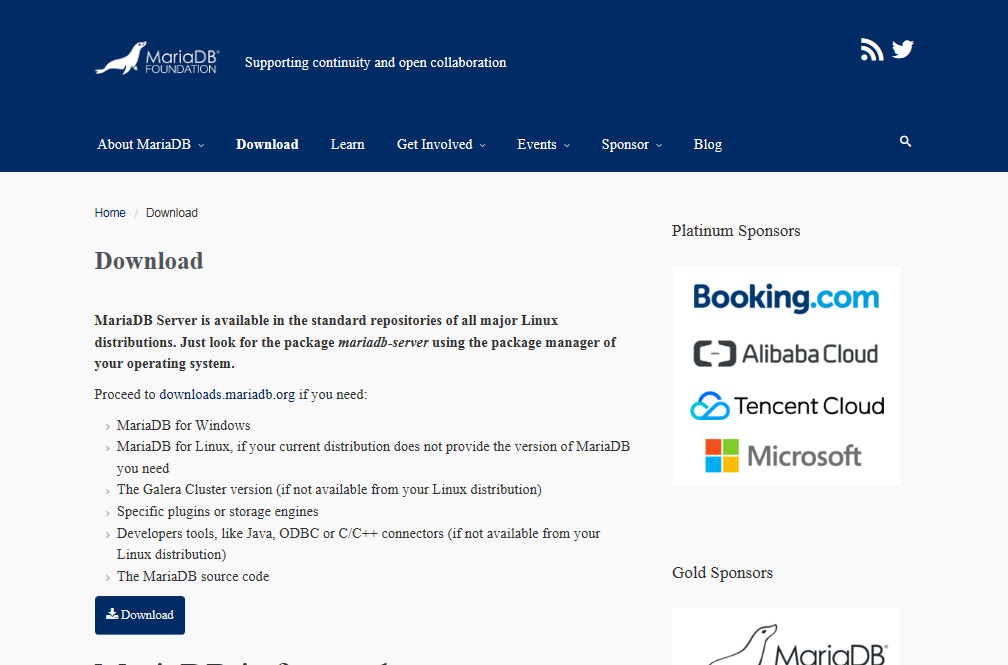 MariaDB
FOUNDATION
Supporting continuity and open collaboration
About MariaDB
Download
Learn
Get Involved
Events
Sponsor
Blog
Home / Download
Download
MariaDB Server is available in the standard repositories of all major Linux
distributions. Just look for the package mariadb-server using the package manager of
your operating system.
Proceed to downloads.mariadb.org if you need:
MariaDB for Windows
MariaDB for Linux, if your current distribution does not provide the version of MariaDB
you need
The Galera Cluster version (if not available from your Linux distribution)
Specific plugins or storage engines
Developers tools, like Java, ODBC or C/C++ connectors (if not available from your
Linux distribution)
The MariaDB source code
Download
Platinum Sponsors
Booking.com
Alibaba Cloud
Tencent Cloud
Microsoft
Gold Sponsors
MariaDB